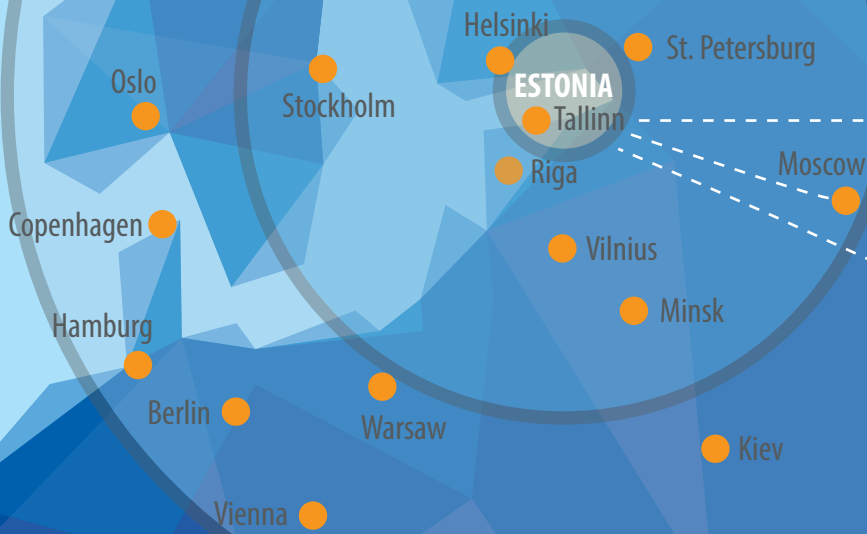 Helsinki
St. Petersburg
Oslo
ESTONIA
Stockholm
Tallinn
Riga
Moscow
Copenhagen
Vilnius
Minsk
Hamburg
Berlin
Warsaw
Kiev
Vienna